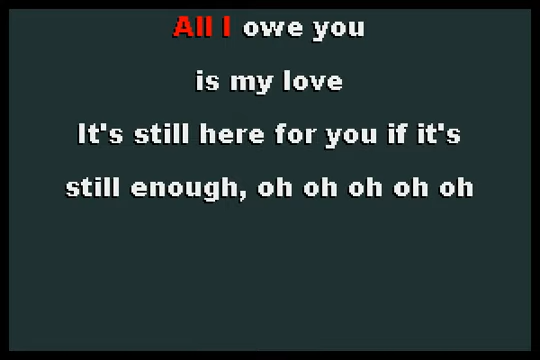 All I owe you
is my love
It's still here for you if it's
still enough, oh oh oh oh oh